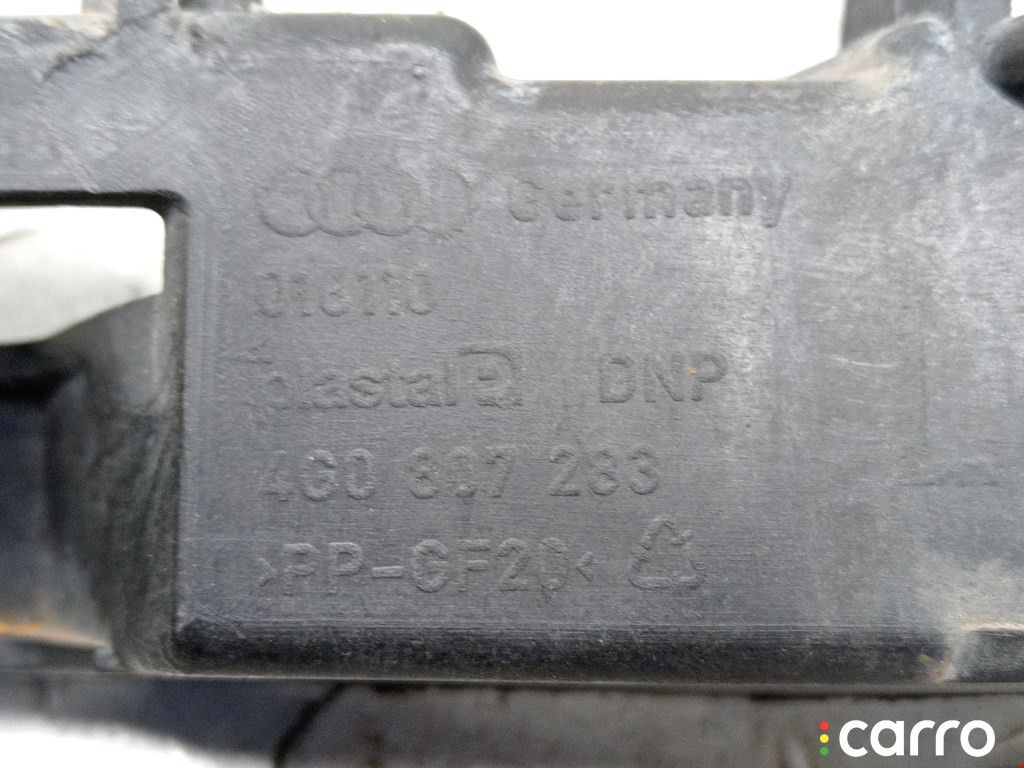 Germany
016110
plastal DNP
4G0 807 283
>PP-GF20<
carro